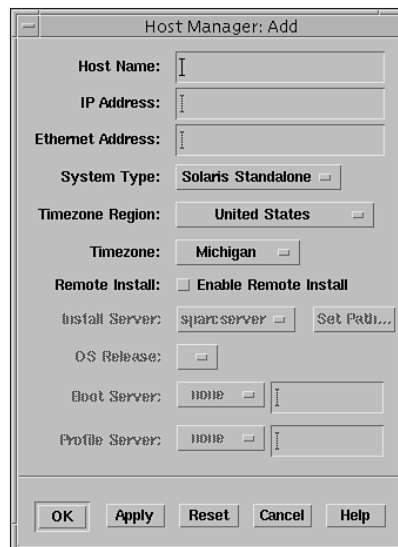 Host Manager: Add
Host Name:
IP Address:
Ethernet Address:
System Type: Solaris Standalone
Timezone Region: United States
Timezone: Michigan
Remote Install: Enable Remote Install
Install Server: sparcserver Set Path...
OS Release:
Boot Server: none
Profile Server: none
OK Apply Reset Cancel Help